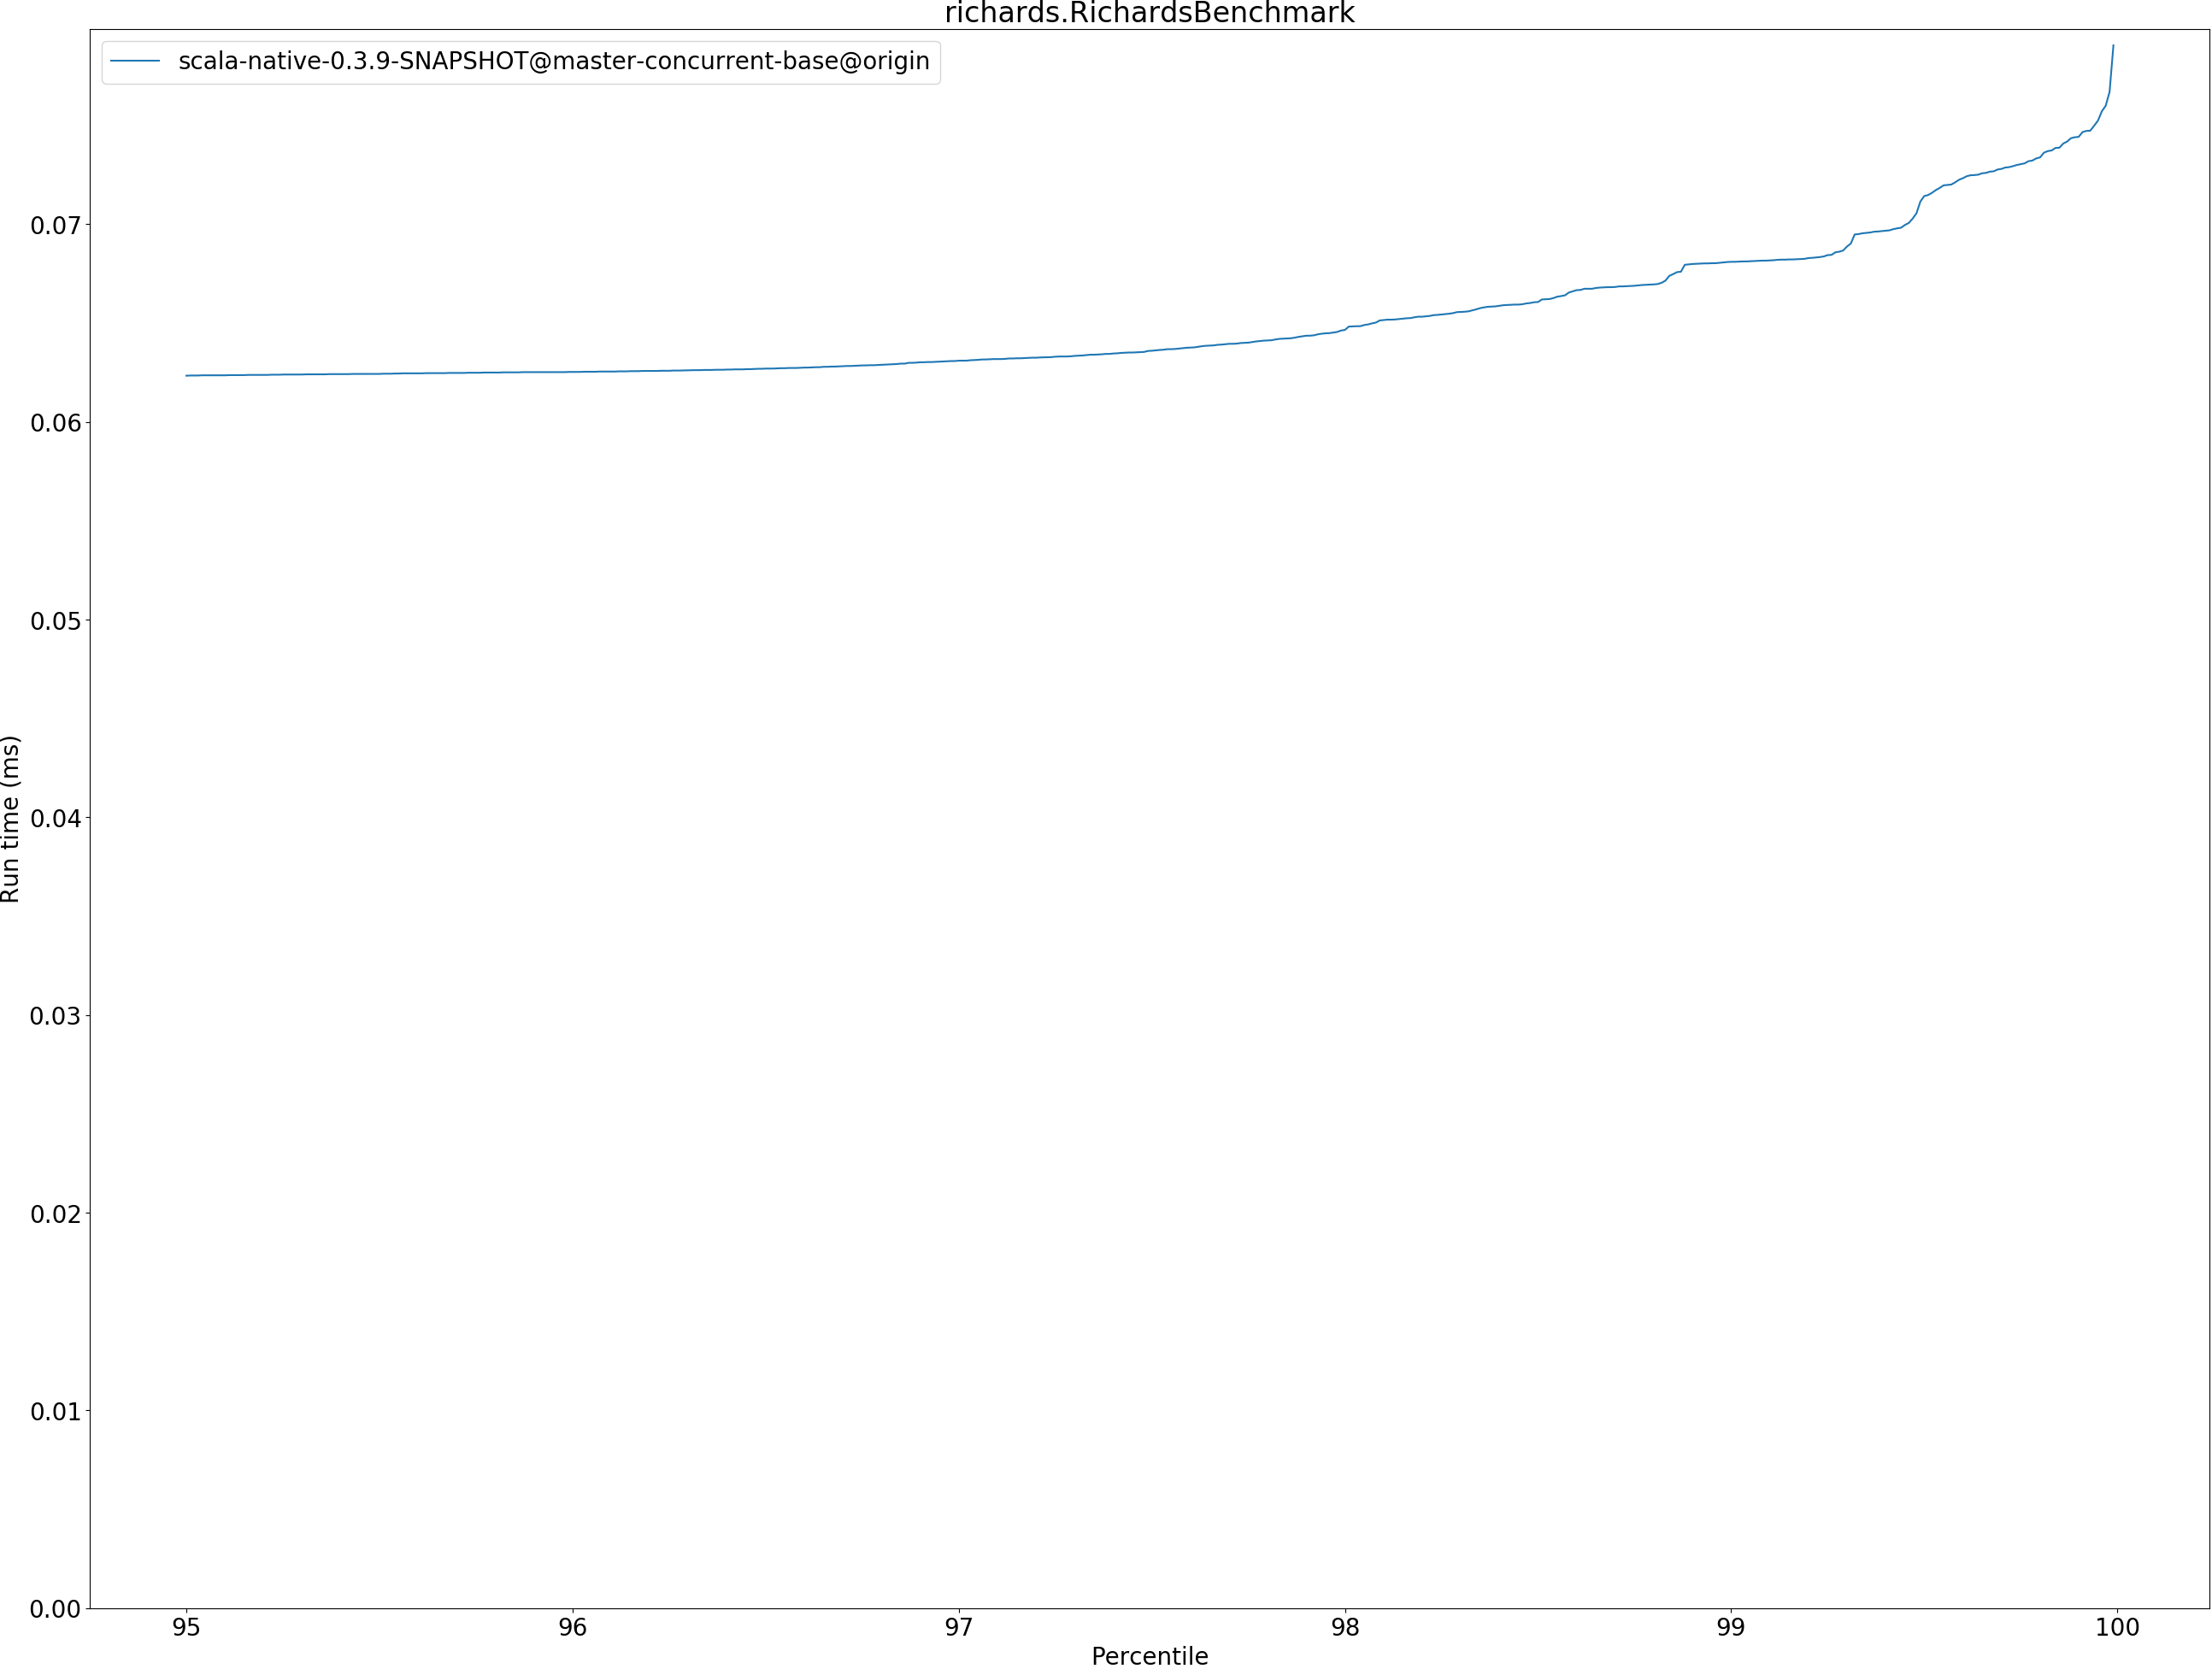 richards.RichardsBenchmark
scala-native-0.3.9-SNAPSHOT@master-concurrent-base@origin
Run time (ms)
0.07
0.06
0.05
0.04
0.03
0.02
0.01
0.00
95 96 97 98 99 100
Percentile